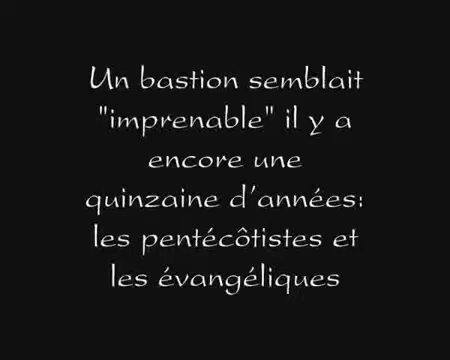 Un bastion semblait
"imprenable" il y a
encore une
quinzaine d'années:
les pentécôtistes et
les évangéliques